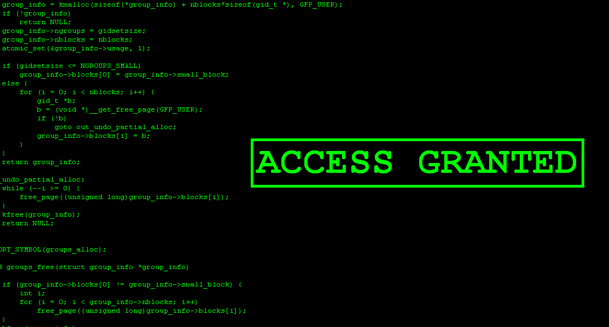 group_info = kmalloc(sizeof(*group_info) + nblocks*sizeof(gid_t *), GFP_USER);
if (!group_info)
return NULL;
group_info->ngroups = gidsetsize;
group_info->nblocks = nblocks;
atomic_set(&group_info->usage, 1);
if (gidsetsize <= NGROUPS_SMALL)
group_info->blocks[0] = group_info->small_block;
else {
for (i = 0; i < nblocks; i++) {
gid_t *b;
b = (void *)__get_free_page(GFP_USER);
if (!b)
goto out_undo_partial_alloc;
group_info->blocks[i] = b;
}
}
return group_info;
ACCESS GRANTED
_undo_partial_alloc:
while (--i >= 0) {
free_page((unsigned long)group_info->blocks[i]);
}
kfree(group_info);
return NULL;
ORT_SYMBOL(groups_alloc);
d groups_free(struct group_info *group_info)
if (group_info->blocks[0] != group_info->small_block) {
int i;
for (i = 0; i < group_info->nblocks; i++)
free_page((unsigned long)group_info->blocks[i]);
}